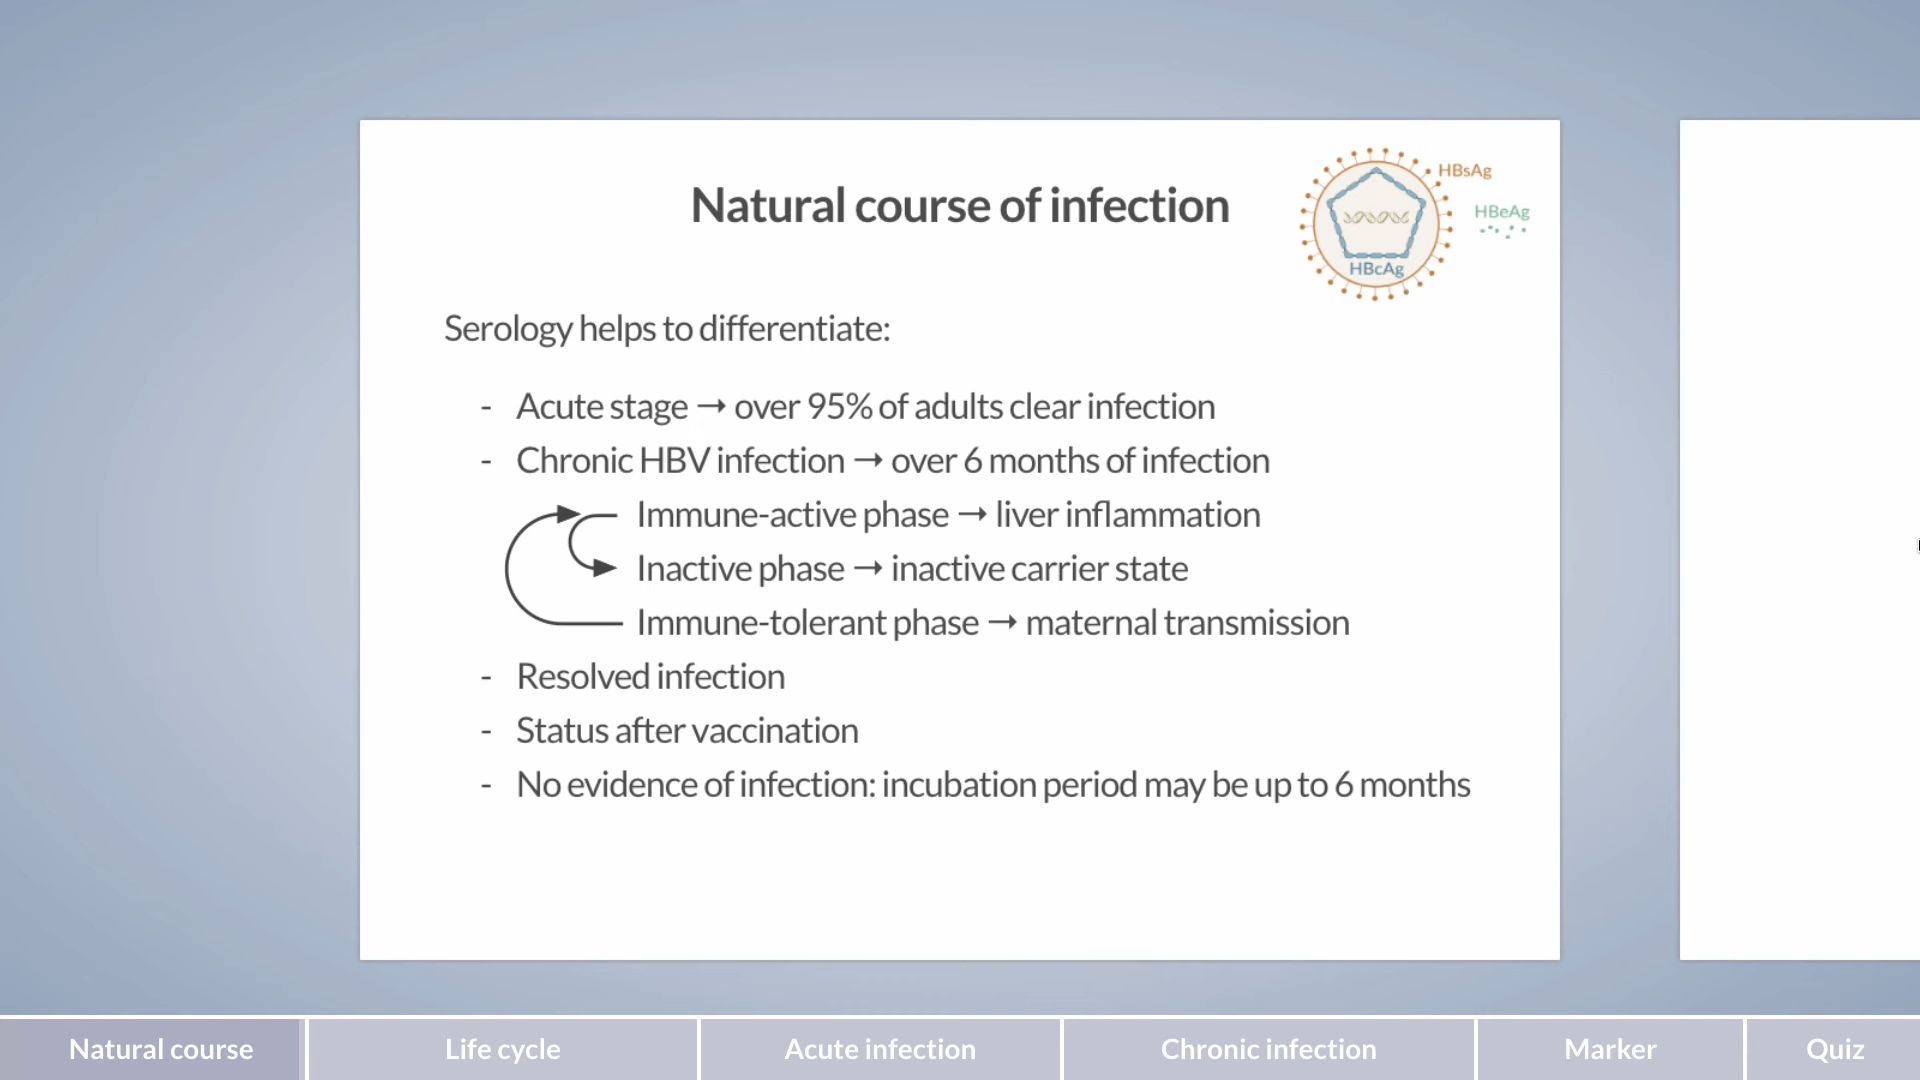 Natural course of infection
HBsAg
HBeAg
HBcAg
Serology helps to differentiate:
- Acute stage → over 95% of adults clear infection
- Chronic HBV infection → over 6 months of infection
Immune-active phase → liver inflammation
Inactive phase → inactive carrier state
Immune-tolerant phase → maternal transmission
- Resolved infection
- Status after vaccination
- No evidence of infection: incubation period may be up to 6 months
Natural course
Life cycle
Acute infection
Chronic infection
Marker
Quiz